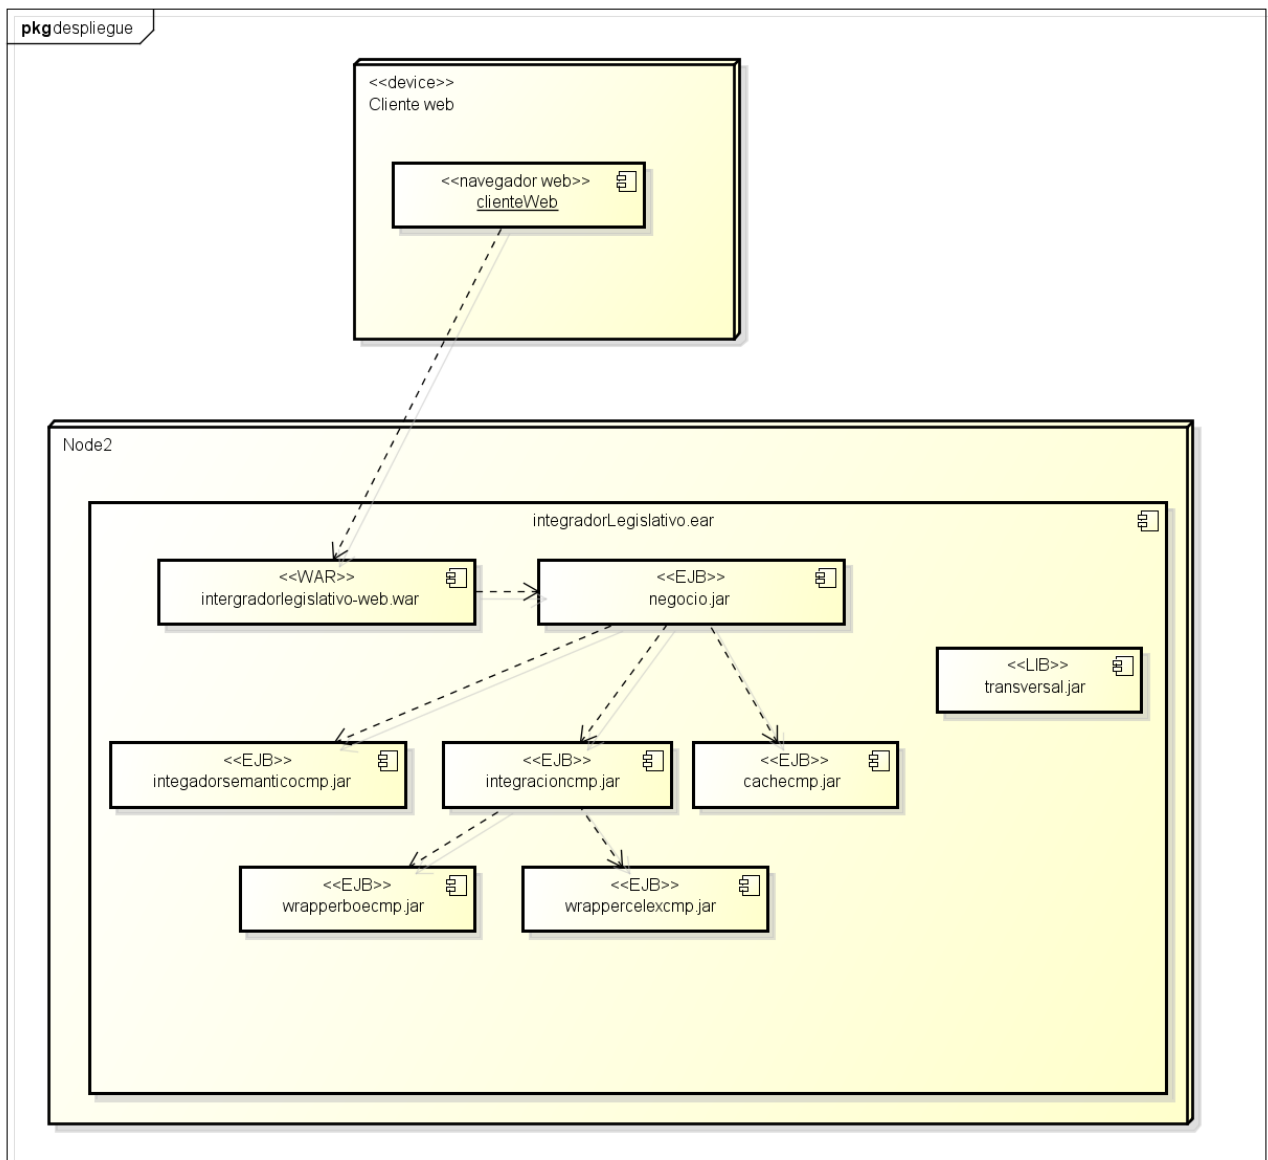 pkg despliegue
<<device>>
Cliente web
<<navegador web>>
clienteWeb
Node2
integradorLegislativo.ear
<<WAR>>
intergradorlegislativo-web.war
<<EJB>>
negocio.jar
<<LIB>>
transversal.jar
<<EJB>>
integadorsemanticocmp.jar
<<EJB>>
integracioncmp.jar
<<EJB>>
cachecmp.jar
<<EJB>>
wrapperboecmp.jar
<<EJB>>
wrappercelexcmp.jar